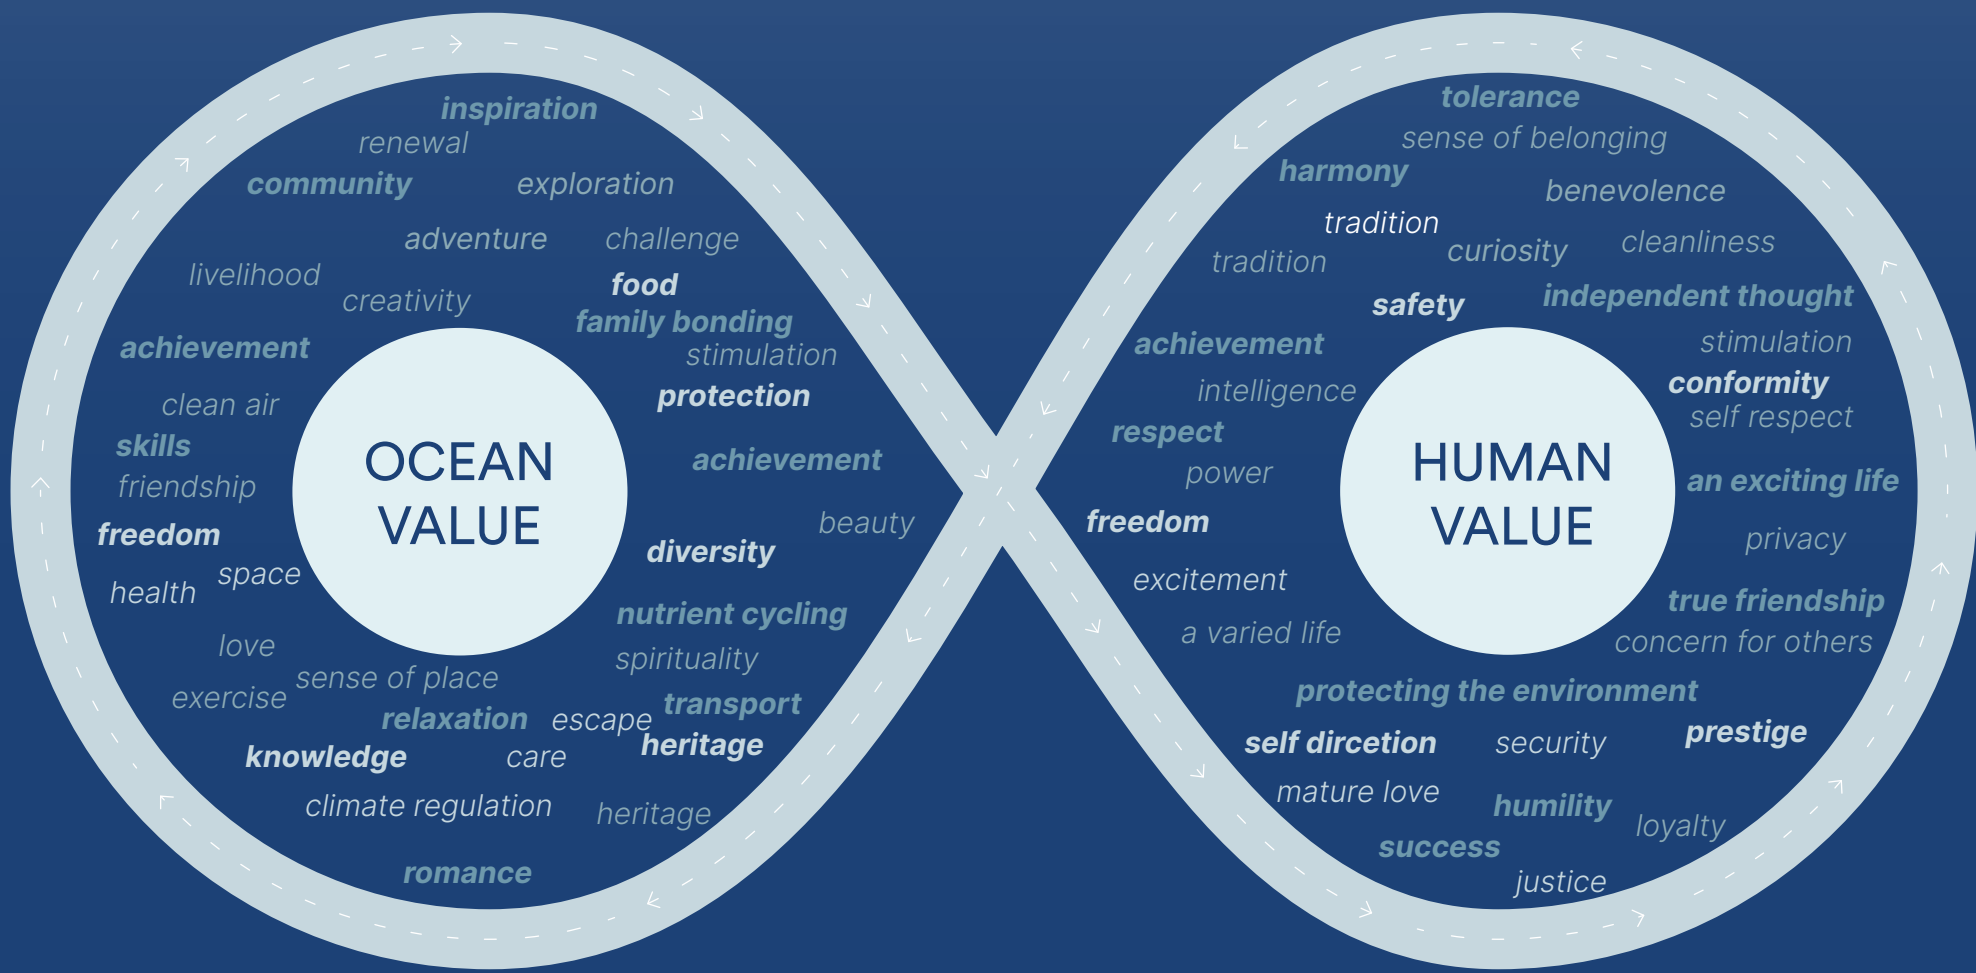 inspiration
renewal
community
exploration
adventure
challenge
livelihood
creativity
food
family bonding
stimulation
achievement
protection
clean air
skills
friendship
achievement
freedom
beauty
diversity
space
health
nutrient cycling
love
spirituality
sense of place
exercise
relaxation
escape
transport
heritage
knowledge
care
climate regulation
heritage
romance
OCEAN
VALUE
tolerance
sense of belonging
harmony
benevolence
tradition
curiosity
cleanliness
tradition
safety
independent thought
achievement
stimulation
intelligence
conformity
self respect
respect
power
an exciting life
freedom
privacy
excitement
true friendship
a varied life
concern for others
protecting the environment
self dircetion
security
prestige
mature love
humility
loyalty
success
justice
HUMAN
VALUE